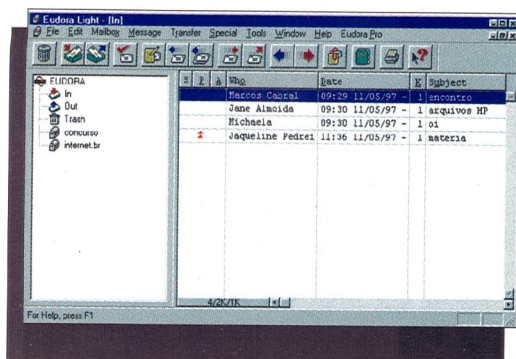 Eudora Light - [In]
File Edit Mailbox Message Transfer Special Tools Window Help Eudora Pro
EUDORA
In
Out
Trash
concurso
internet.br
S P A Who Date K Subject
Marcos Cabral 09:29 11/05/97 - 1 encontro
Jane Almoida 09:30 11/05/97 - 1 arquivos HP
Michaela 09:30 11/05/97 - 1 oi
Jaqueline Pedrei 11:36 11/05/97 - 1 materia
4/2K/1K
For Help, press F1